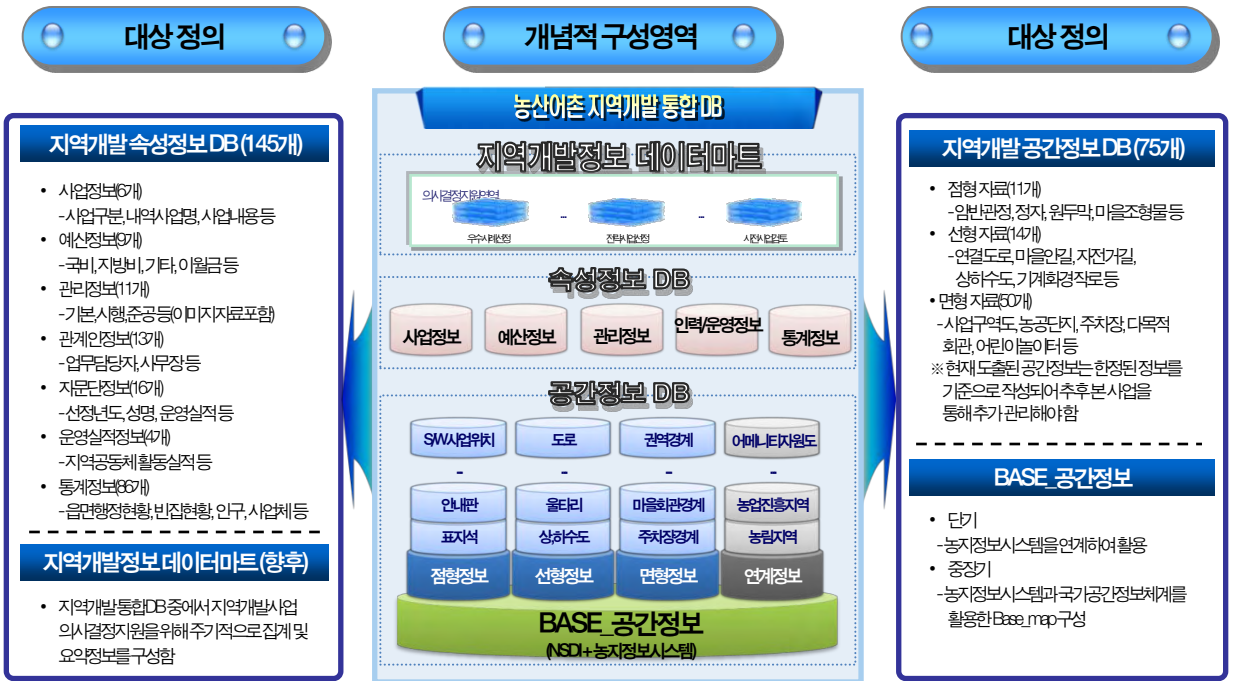 대상 정의
지역개발 속성정보 DB (145개)
• 사업정보(6개)
- 사업구분, 내역사업명, 사업내용 등
• 예산정보(9개)
- 국비, 지방비, 기타, 이월금 등
• 관리정보(11개)
- 기본, 시행, 준공 등(이미지 자료 포함)
• 관계인정보(13개)
- 업무담당자, 사무장 등
• 자문단정보(16개)
- 선정년도, 성명, 운영실적 등
• 운영실적정보(4개)
- 지역공동체 활동실적 등
• 통계정보(86개)
- 읍면행정현황, 빈집현황, 인구, 사업체 등
지역개발정보 데이터마트 (향후)
• 지역개발 통합DB 중에서 지역개발사업
의사결정지원을 위해 주기적으로 집계 및
요약정보를 구성함
개념적 구성영역
농산어촌 지역개발 통합 DB
지역개발정보 데이터마트
의사결정지원영역
... ...
우수사례선정 전략사업선정 사전사업검토
속성정보 DB
사업정보 예산정보 관리정보 인력/운영정보 통계정보
공간정보 DB
S/W사업위치 도로 권역경계 어메니티자원도
- - - -
안내판 울타리 마을회관경계 농업진흥지역
표지석 상,하수도 주차장경계 농림지역
점형정보 선형정보 면형정보 연계정보
BASE_공간정보
(NSDI + 농지정보시스템)
대상 정의
지역개발 공간정보 DB (75개)
• 점형 자료(11개)
- 암반관정, 정자, 원두막, 마을조형물 등
• 선형 자료(14개)
- 연결도로, 마을안길, 자전거길,
상하수도, 기계화경작로 등
• 면형 자료(50개)
- 사업구역도, 농공단지, 주차장, 다목적
회관, 어린이놀이터 등
※ 현재 도출된 공간정보는 한정된 정보를
기준으로 작성되어 추후 본 사업을
통해 추가 관리해야 함
BASE_공간정보
• 단기
- 농지정보시스템을 연계하여 활용
• 중장기
- 농지정보시스템과 국가공간정보체계를
활용한 Base_map 구성